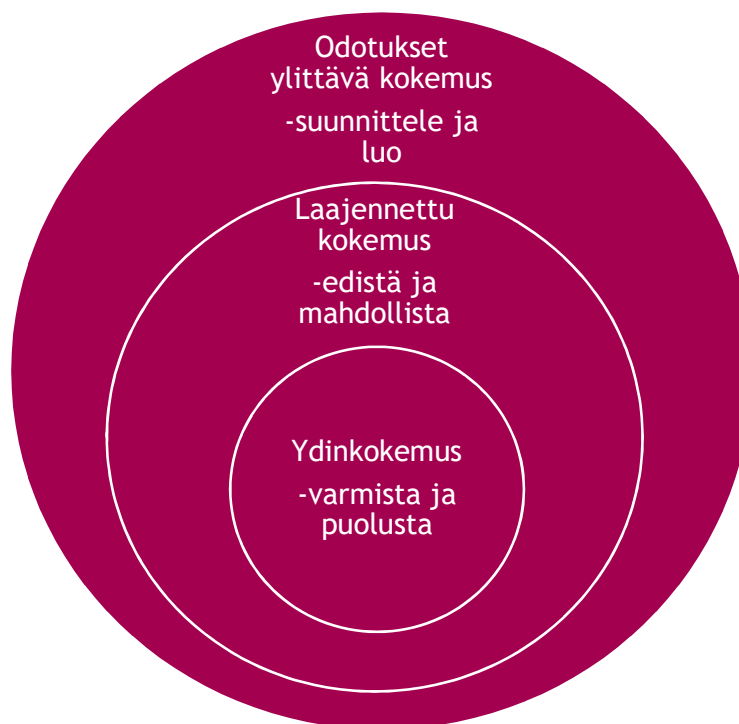 Odotukset
ylittävä kokemus
-suunnittele ja
luo
Laajennettu
kokemus
-edistä ja
mahdollista
Ydinkokemus
-varmista ja
puolusta